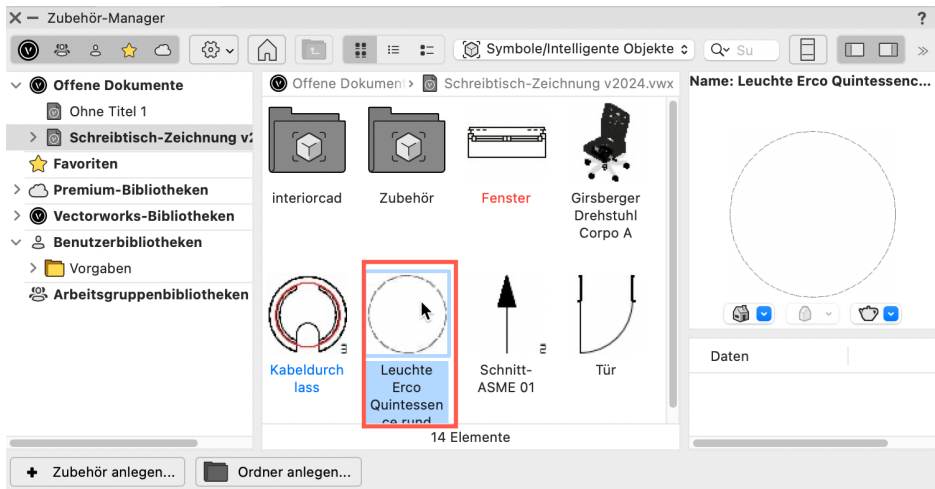 Zubehör-Manager
?
Symbole/Intelligente Objekte
Su
»
Offene Dokumente
Ohne Titel 1
Schreibtisch-Zeichnung v2
Favoriten
Premium-Bibliotheken
Vectorworks-Bibliotheken
Benutzerbibliotheken
Vorgaben
Arbeitsgruppenbibliotheken
Offene Dokument › Schreibtisch-Zeichnung v2024.vwx
interiorcad
Zubehör
Fenster
Girsberger
Drehstuhl
Corpo A
3
2
Kabeldurch
lass
Leuchte
Erco
Quintessen
ce rund
Schnitt-
ASME 01
Tür
14 Elemente
Name: Leuchte Erco Quintessenc...
Daten
+ Zubehör anlegen...
Ordner anlegen...